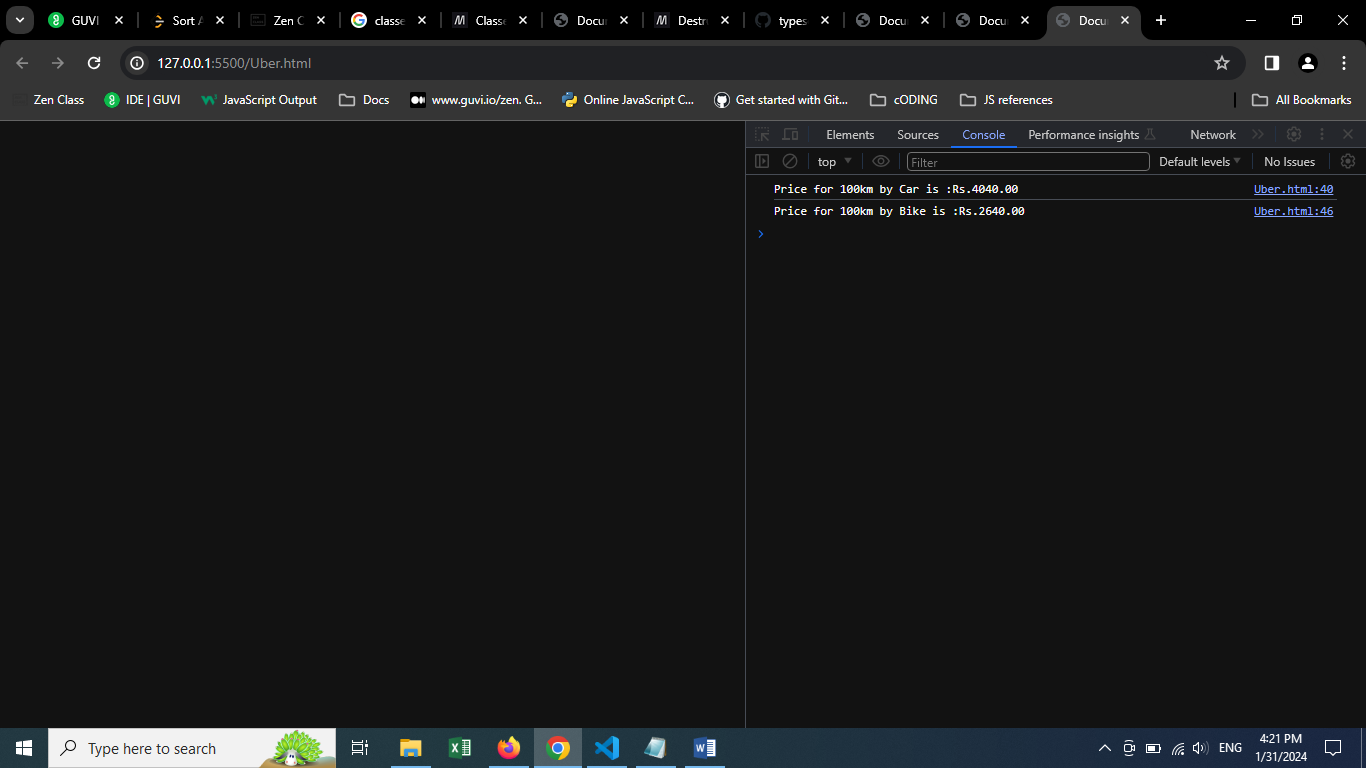 GUVI Sort A Zen C classe Classe Docu Destru types Docu Docu Docu
127.0.0.1:5500/Uber.html
Zen Class IDE | GUVI JavaScript Output Docs www.guvi.io/zen. G... Online JavaScript C... Get started with Git... cODING JS references All Bookmarks
Elements Sources Console Performance insights Network
top Filter Default levels No Issues
Price for 100km by Car is :Rs.4040.00 Uber.html:40
Price for 100km by Bike is :Rs.2640.00 Uber.html:46
Type here to search ENG 4:21 PM
1/31/2024